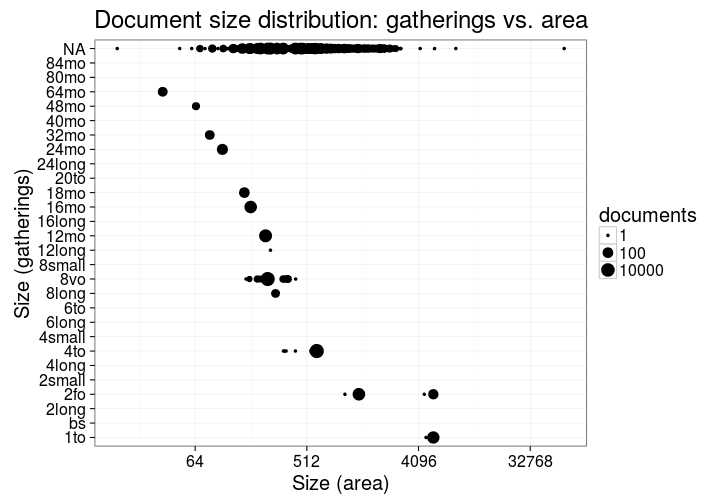 Document size distribution: gatherings vs. area
Size (gatherings)
NA
84mo
80mo
64mo
48mo
40mo
32mo
24mo
24long
20to
18mo
16mo
16long
12mo
12long
8small
8vo
8long
6to
6long
4small
4to
4long
2small
2fo
2long
bs
1to
64
512
4096
32768
Size (area)
documents
1
100
10000